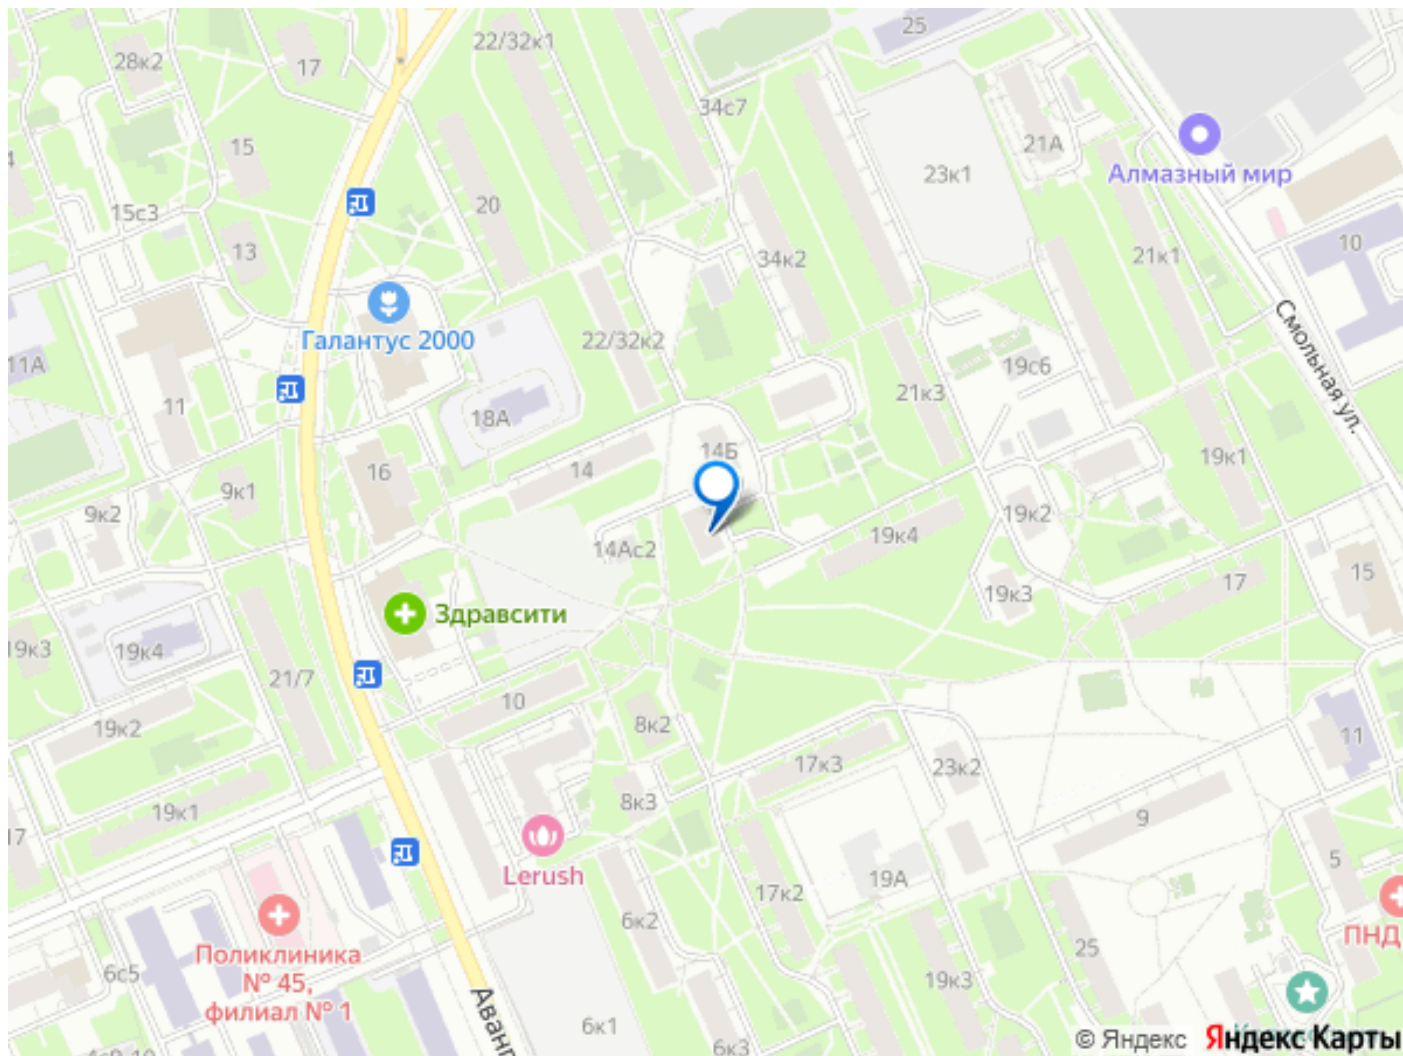 25
22/32к1
28к2
17
34с7
21А
Алмазный мир
15
23к1
20
15с3
10
13
34к2
21к1
Галантус 2000
22/32к2
Смольная ул.
11А
19с6
21к3
11
18А
14Б
19к1
14
16
9к1
9к2
19к2
19к4
14Ас2
15
17
19к3
Здравсити
19к3
19к4
21/7
10
8к2
19к2
11
17к3
23к2
8к3
19к1
9
17
5
Lerush
19А
17к2
6к2
ПНД
25
Поликлиника
№ 45,
филиал № 1
6с5
19к3
6к1
6к3
© Яндекс Яндекс Карты